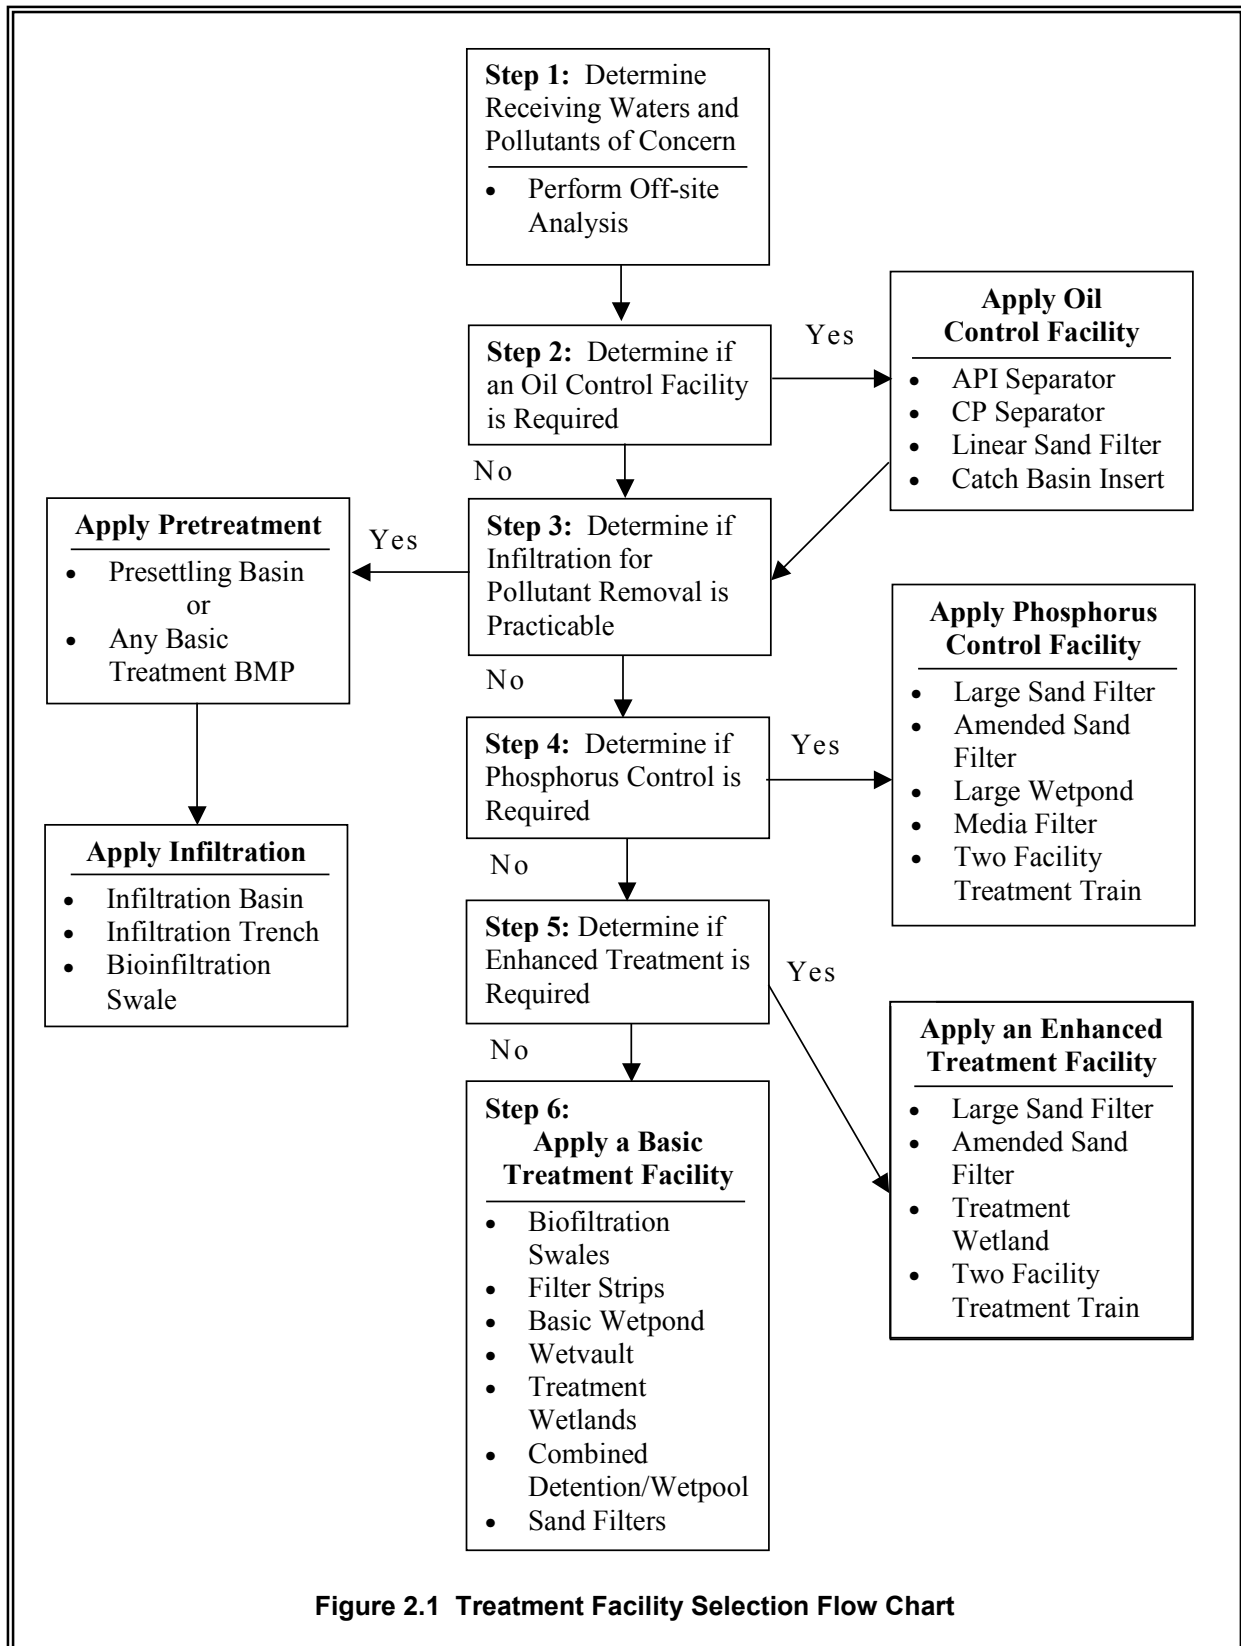 Step 1:  Determine
Receiving Waters and
Pollutants of Concern
• Perform Off-site
Analysis
Yes
Apply Oil
Control Facility
• API Separator
• CP Separator
• Linear Sand Filter
• Catch Basin Insert
Step 2:  Determine if
an Oil Control Facility
is Required
No
Step 3:  Determine if
Infiltration for
Pollutant Removal is
Practicable
Yes
Apply Pretreatment
• Presettling Basin
or
• Any Basic
Treatment BMP
Apply Infiltration
• Infiltration Basin
• Infiltration Trench
• Bioinfiltration
Swale
No
Step 4:  Determine if
Phosphorus Control is
Required
Yes
Apply Phosphorus
Control Facility
• Large Sand Filter
• Amended Sand
Filter
• Large Wetpond
• Media Filter
• Two Facility
Treatment Train
No
Step 5: Determine if
Enhanced Treatment is
Required
Yes
Apply an Enhanced
Treatment Facility
• Large Sand Filter
• Amended Sand
Filter
• Treatment
Wetland
• Two Facility
Treatment Train
No
Step 6:
Apply a Basic
Treatment Facility
• Biofiltration
Swales
• Filter Strips
• Basic Wetpond
• Wetvault
• Treatment
Wetlands
• Combined
Detention/Wetpool
• Sand Filters
Figure 2.1  Treatment Facility Selection Flow Chart